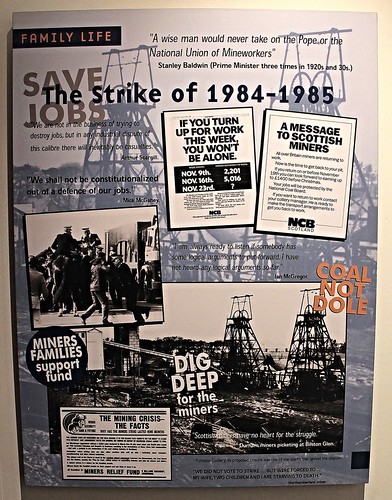 FAMILY LIFE
"A wise man would never take on the Pope..or the
National Union of Mineworkers"
Stanley Baldwin (Prime Minister three times in 1920s and 30s.)
SAVE
JOBS
The Strike of 1984-1985
"We are not in the business of trying to
destroy jobs, but in any industrial dispute of
this calibre there will inevitably be casualties.
Arthur Scargill.
"We shall not be constitutionalized
out of a defence of our jobs."
Mick McGahey
IF YOU TURN
UP FOR WORK
THIS WEEK,
YOU WON'T
BE ALONE.
NOV. 9th. 2,201
NOV. 16th. 5,016
NOV. 23rd. ?
NCB
A MESSAGE
TO SCOTTISH
MINERS
All over Britain miners are returning to
work.
Now is the time to get back to your pit.
If you return on or before November
19th you can look forward to earning up
to £1400 before Christmas.
Your jobs will be protected by the
National Coal Board.
If you want to return to work contact
your colliery manager. He is ready to
make the transport arrangements to
get you back to work.
NCB
SCOTLAND
I am always ready to listen if somebody has
some logical arguments to put forward. I have
not heard any logical arguments so far.
Ian McGregor.
COAL
NOT
DOLE
MINERS
FAMILIES
support
fund
DIG
DEEP
for the
miners
THE MINING CRISIS-
THE FACTS
MINERS RELIEF FUND
have no heart for the struggle.
miners picketing at Bilston Glen.
"WE DID NOT VOTE TO STRIKE ... BUT WERE FORCED TO ...
MY WIFE, TWO CHILDREN AND I ARE STARVING TO DEATH."